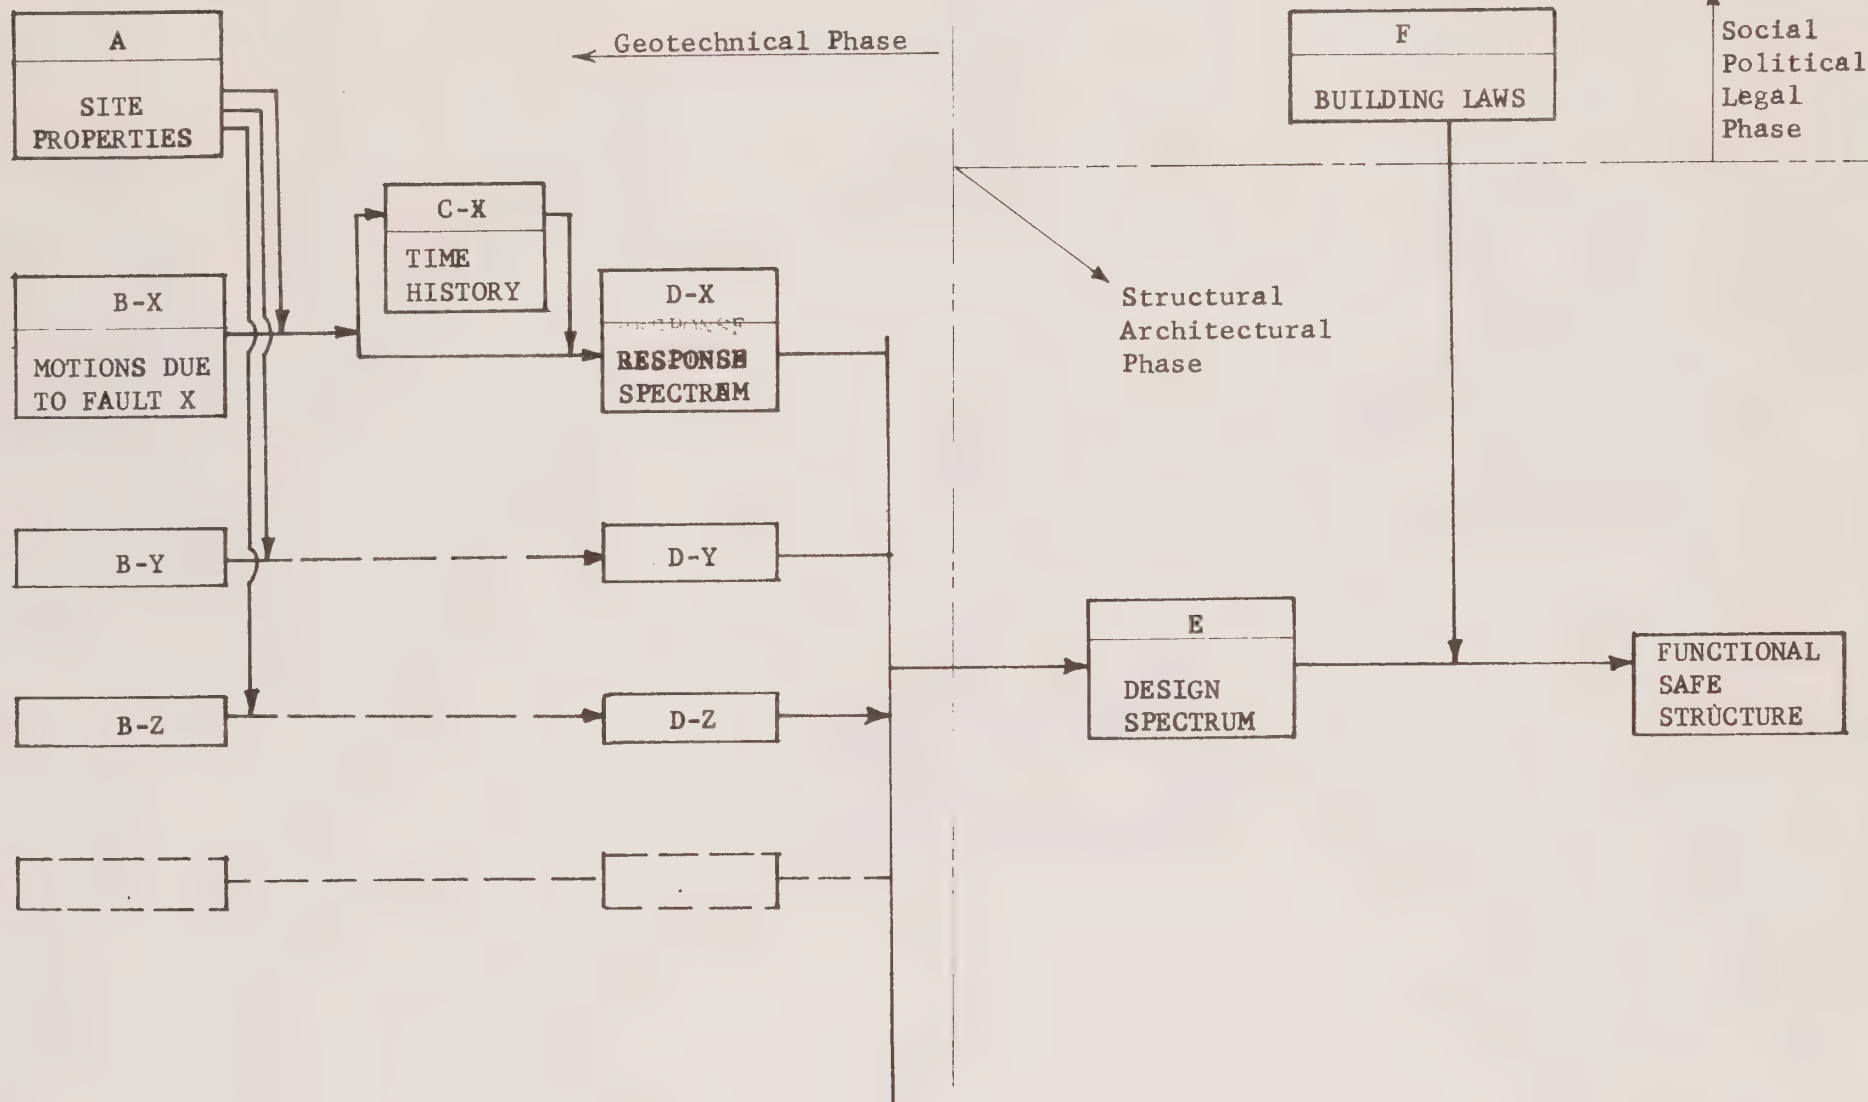 A
SITE
PROPERTIES
Geotechnical Phase
F
BUILDING LAWS
Social
Political
Legal
Phase
C-X
TIME
HISTORY
B-X
MOTIONS DUE
TO FAULT X
D-X
RESPONSE
SPECTRUM
Structural
Architectural
Phase
B-Y
D-Y
E
DESIGN
SPECTRUM
FUNCTIONAL
SAFE
STRUCTURE
B-Z
D-Z